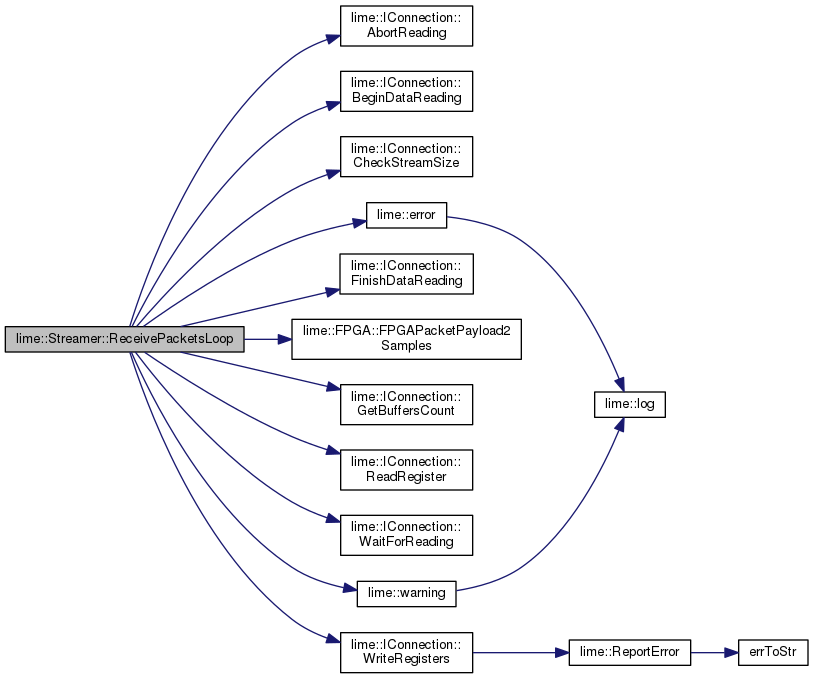 lime::IConnection::
AbortReading
lime::IConnection::
BeginDataReading
lime::IConnection::
CheckStreamSize
lime::error
lime::IConnection::
FinishDataReading
lime::Streamer::ReceivePacketsLoop
lime::FPGA::FPGAPacketPayload2
Samples
lime::IConnection::
GetBuffersCount
lime::log
lime::IConnection::
ReadRegister
lime::IConnection::
WaitForReading
lime::warning
lime::IConnection::
WriteRegisters
lime::ReportError
errToStr